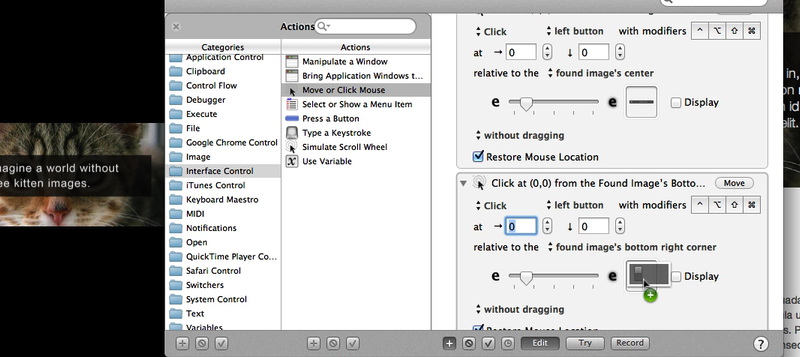 Actions
Categories
Actions
Application Control
Clipboard
Control Flow
Debugger
Execute
File
Google Chrome Control
Image
Interface Control
iTunes Control
Keyboard Maestro
MIDI
Notifications
Open
QuickTime Player Co...
Safari Control
Switchers
System Control
Text
Variables
Manipulate a Window
Bring Application Windows t...
Move or Click Mouse
Select or Show a Menu Item
Press a Button
Type a Keystroke
Simulate Scroll Wheel
Use Variable
Click left button with modifiers ^ ⌥ ⇧ ⌘
at → 0 ↓ 0
relative to the found image's center
e e Display
without dragging
Restore Mouse Location
Click at (0,0) from the Found Image's Botto... Move
Click left button with modifiers ^ ⌥ ⇧ ⌘
at → 0 ↓ 0
relative to the found image's bottom right corner
e e Display
without dragging
Restore Mouse Location
Edit Try Record ?
magine a world without
ee kitten images.
in,
id
elit.